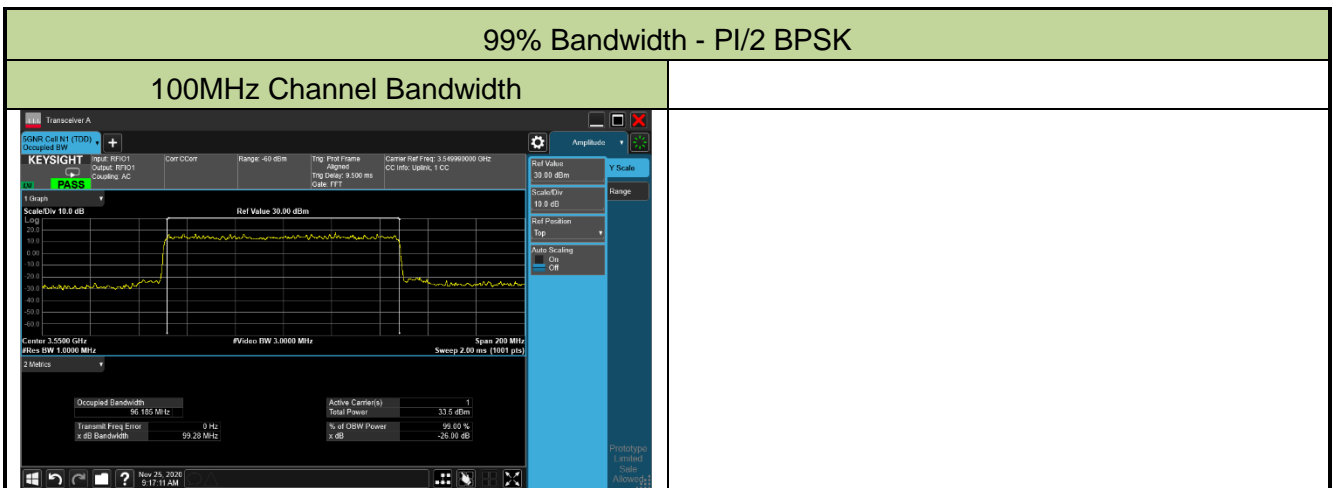 99% Bandwidth - PI/2 BPSK
100MHz Channel Bandwidth
Transceiver A
5GNR Cell N1 (TDD)
Occupied BW
Amplitude
KEYSIGHT
Input: RFIO1
Output: RFIO1
Coupling: AC
Corr CCorr
Range: -60 dBm
Trig: Prot Frame
Aligned
Trig Delay: 9.500 ms
Gate: FFT
Carrier Ref Freq: 3.549990000 GHz
CC Info: Uplink, 1 CC
PASS
Ref Value
30.00 dBm
Y Scale
Scale/Div
10.0 dB
Range
Ref Position
Top
Auto Scaling
On
Off
1 Graph
Scale/Div 10.0 dB
Ref Value 30.00 dBm
Log
20.0
10.0
0.00
-10.0
-20.0
-30.0
-40.0
-50.0
-60.0
Center 3.5500 GHz
#Video BW 3.0000 MHz
Span 200 MHz
#Res BW 1.0000 MHz
Sweep 2.00 ms (1001 pts)
2 Metrics
Occupied Bandwidth
96.185 MHz
Active Carrier(s) 1
Total Power 33.5 dBm
Transmit Freq Error 0 Hz
x dB Bandwidth 99.28 MHz
% of OBW Power 99.00 %
x dB -26.00 dB
Prototype
Limited
Sale
Allowed
?
Nov 25, 2020
9:17:11 AM